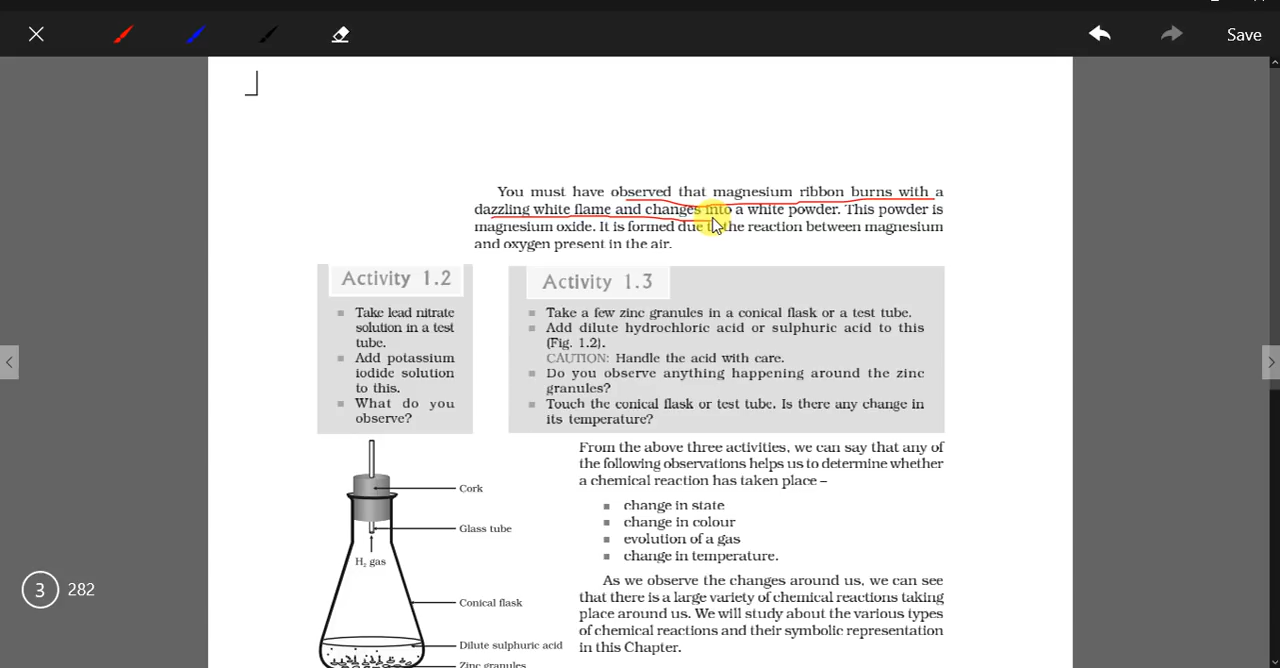 Save
You must have observed that magnesium ribbon burns with a
dazzling white flame and changes into a white powder. This powder is
magnesium oxide. It is formed due the reaction between magnesium
and oxygen present in the air.
Activity 1.2
Take lead nitrate
solution in a test
tube.
Add potassium
iodide solution
to this.
What do you
observe?
Activity 1.3
Take a few zinc granules in a conical flask or a test tube.
Add dilute hydrochloric acid or sulphuric acid to this
(Fig. 1.2).
CAUTION: Handle the acid with care.
Do you observe anything happening around the zinc
granules?
Touch the conical flask or test tube. Is there any change in
its temperature?
From the above three activities, we can say that any of
the following observations helps us to determine whether
a chemical reaction has taken place –
change in state
change in colour
evolution of a gas
change in temperature.
As we observe the changes around us, we can see
that there is a large variety of chemical reactions taking
place around us. We will study about the various types
of chemical reactions and their symbolic representation
in this Chapter.
Cork
Glass tube
H₂ gas
Conical flask
Dilute sulphuric acid
Zinc granules
3 282